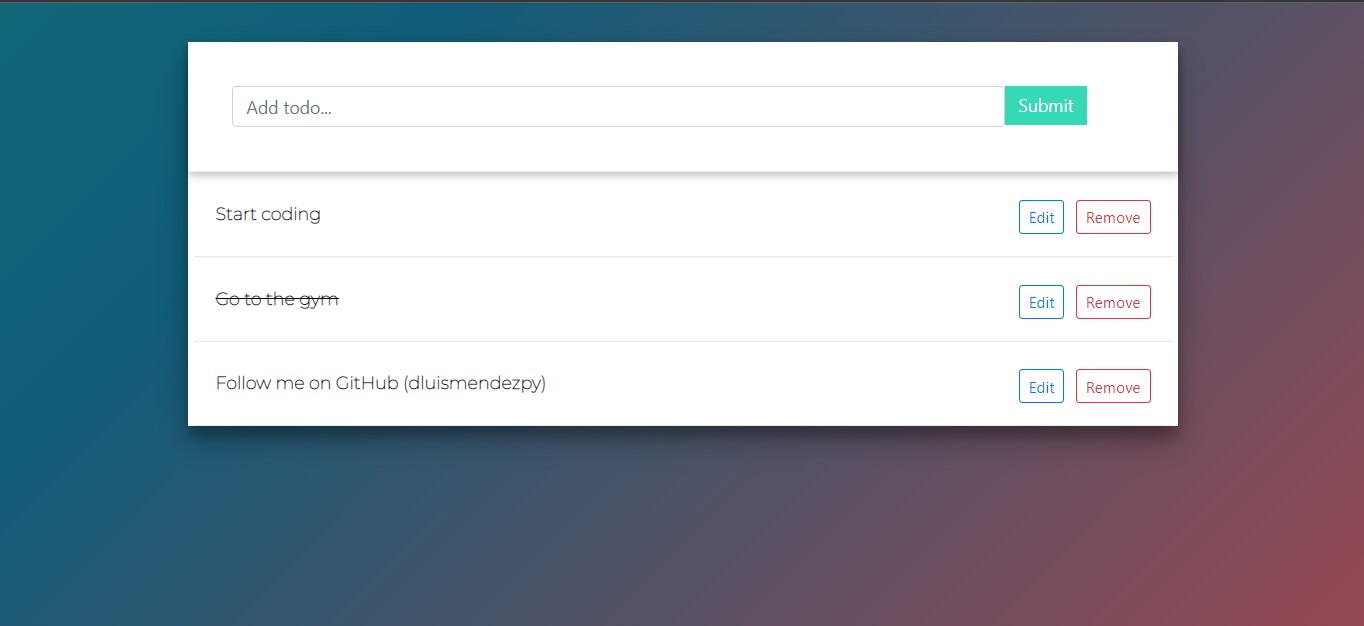 Add todo...
Submit
Start coding
Edit
Remove
Go to the gym
Edit
Remove
Follow me on GitHub (dluismendezpy)
Edit
Remove